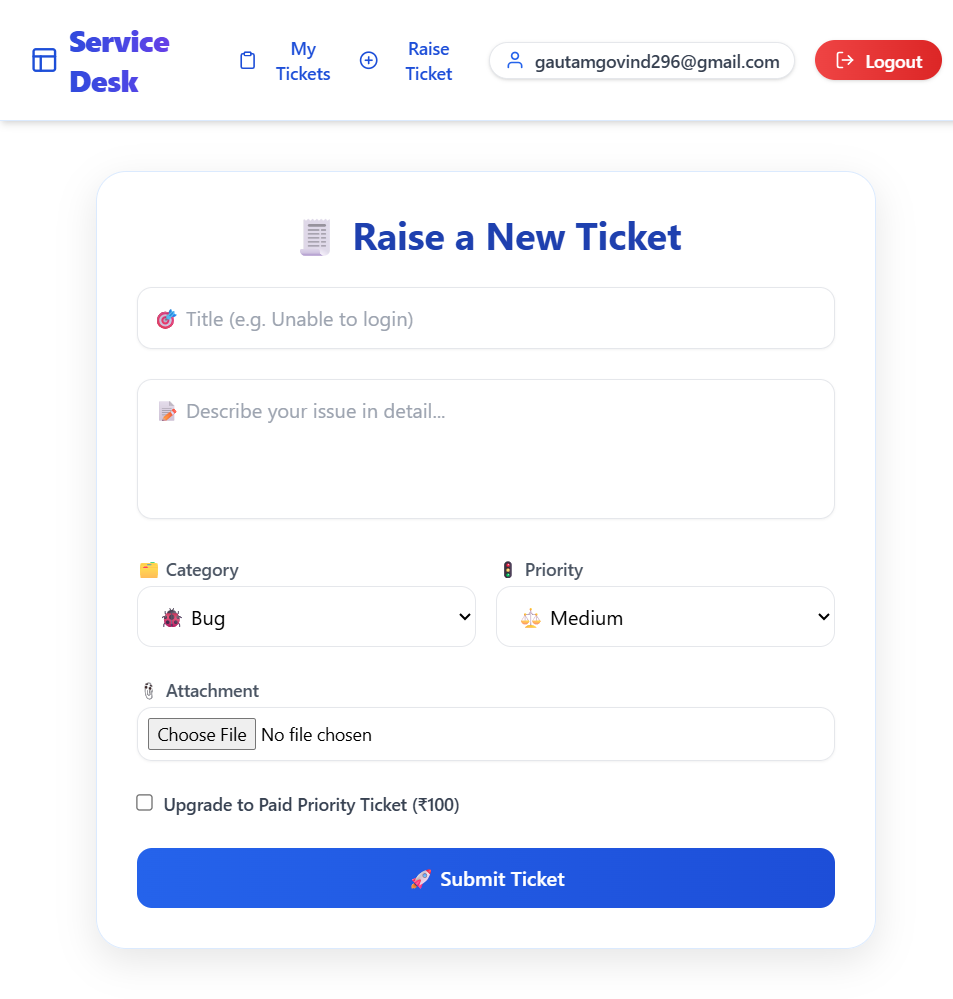 Service
Desk
My
Tickets
Raise
Ticket
gautamgovind296@gmail.com
Logout
Raise a New Ticket
Title (e.g. Unable to login)
Describe your issue in detail...
Category
Priority
Bug
Medium
Attachment
Choose File No file chosen
Upgrade to Paid Priority Ticket (₹100)
Submit Ticket